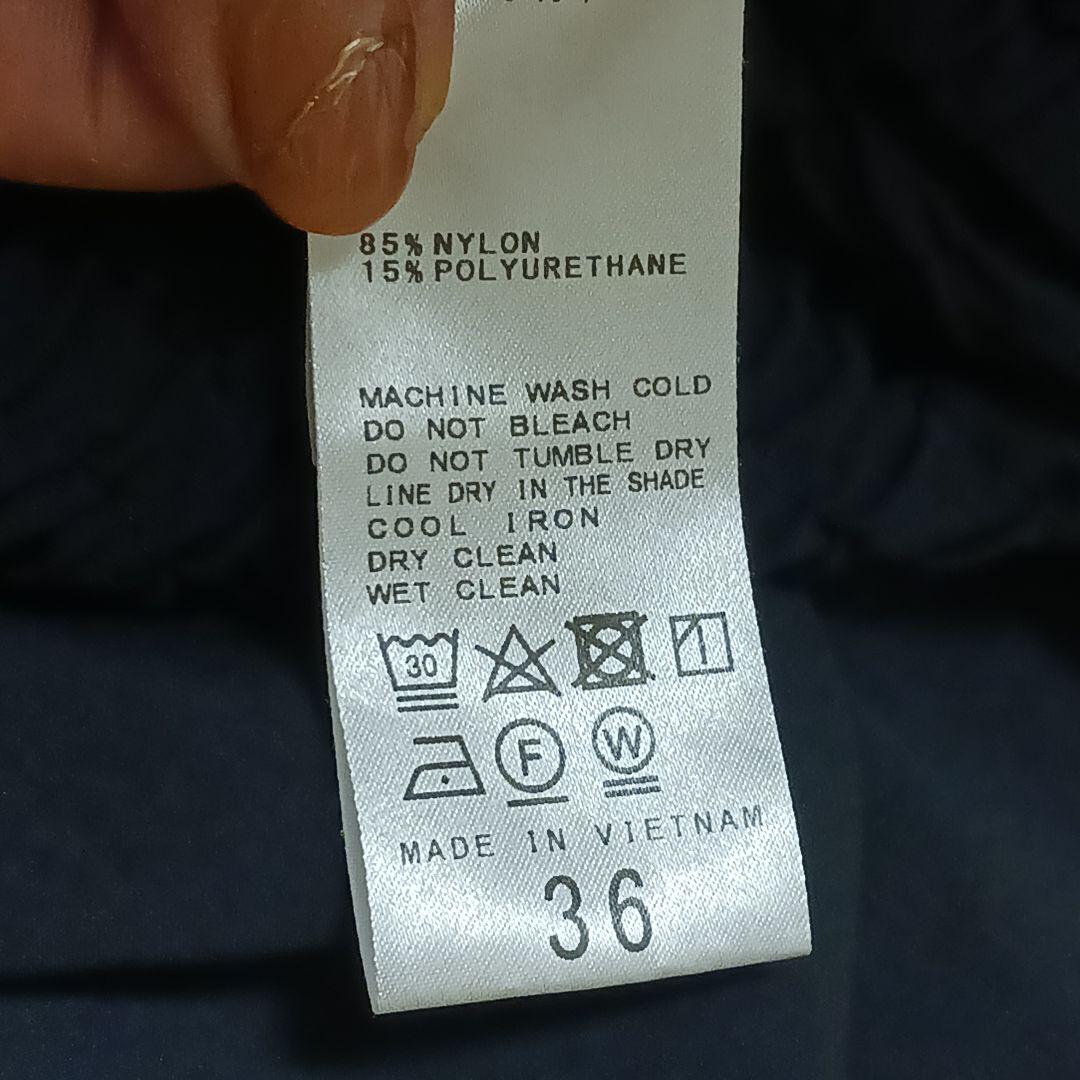 85% NYLON
15% POLYURETHANE
MACHINE WASH COLD
DO NOT BLEACH
DO NOT TUMBLE DRY
LINE DRY IN THE SHADE
COOL IRON
DRY CLEAN
WET CLEAN
30
F W
MADE IN VIETNAM
36